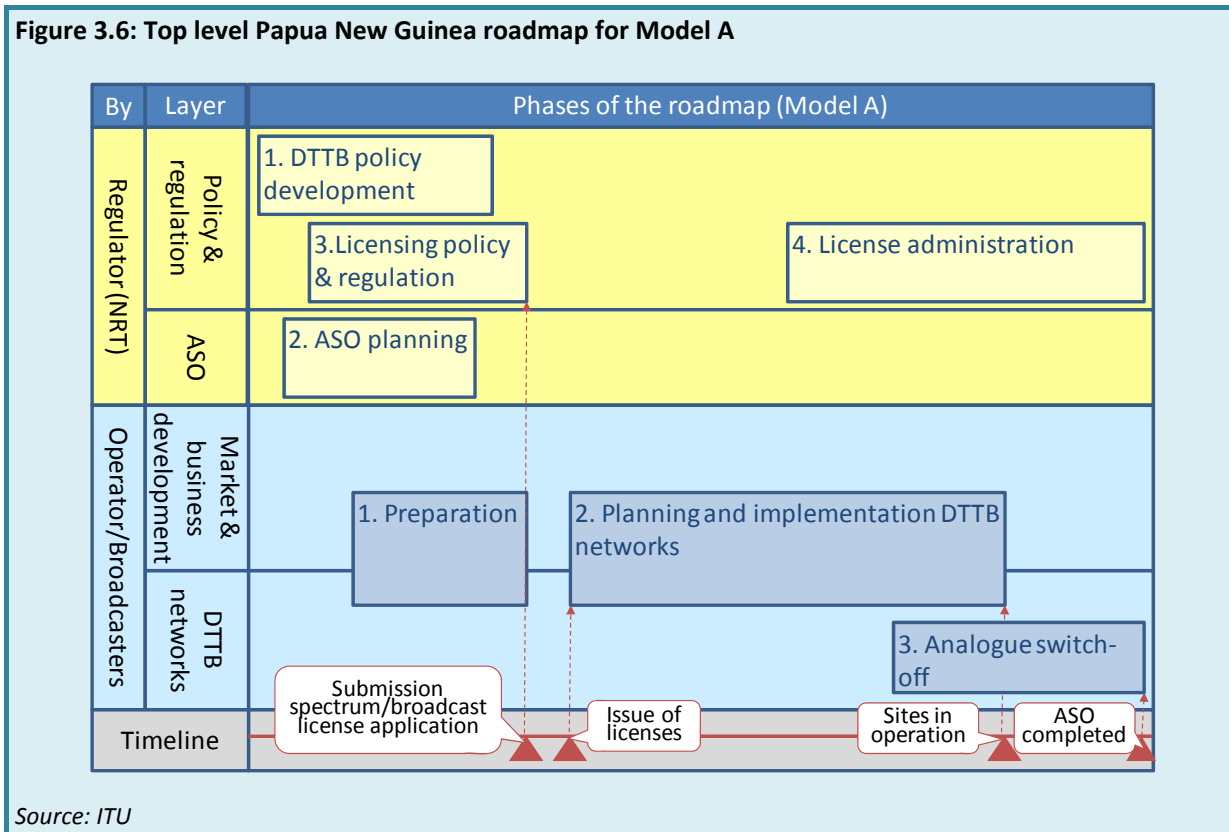 Figure 3.6: Top level Papua New Guinea roadmap for Model A
By
Layer
Phases of the roadmap (Model A)
Regulator (NRT)
Policy &
regulation
1. DTTB policy
development
3.Licensing policy
& regulation
4. License administration
ASO
2. ASO planning
Operator/Broadcasters
Market &
business
development
1. Preparation
2. Planning and implementation DTTB
networks
DTTB
networks
3. Analogue switch-
off
Submission
spectrum/broadcast
license application
Issue of
licenses
Sites in
operation
ASO
completed
Timeline
Source: ITU